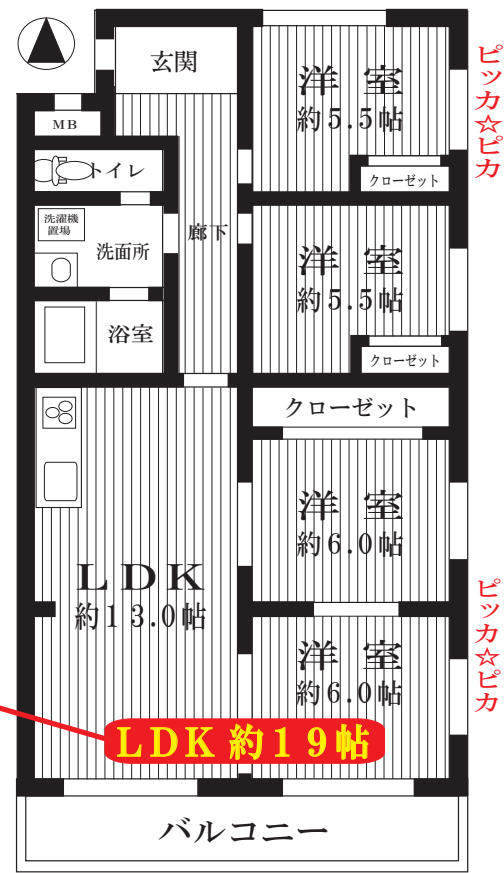 玄関
洋室
約5.5帖
クローゼット
ピッカ☆ピカ
MB
トイレ
洗濯機
置場
洗面所
廊下
洋室
約5.5帖
クローゼット
浴室
クローゼット
洋室
約6.0帖
LDK
約13.0帖
洋室
約6.0帖
ピッカ☆ピカ
LDK 約19帖
バルコニー